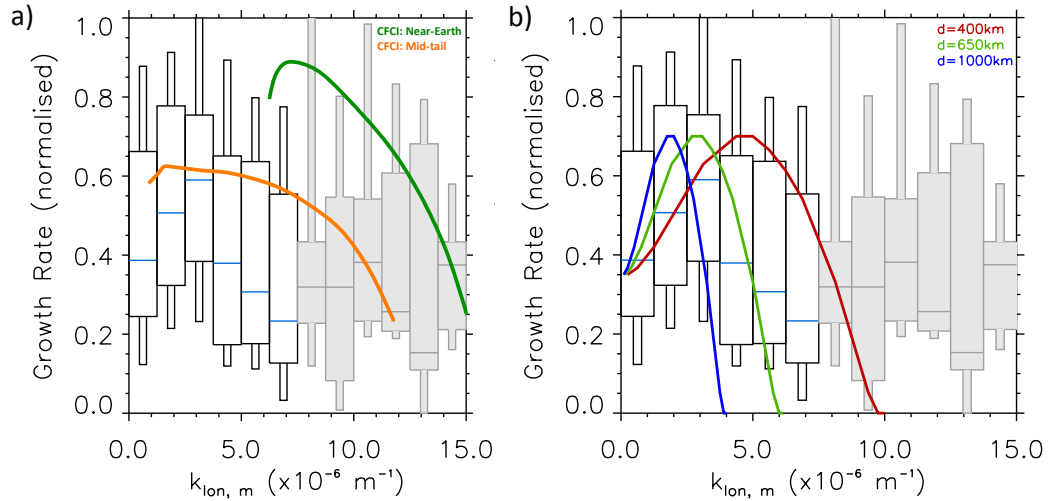 a)
CFCI: Near-Earth
CFCI: Mid-tail
Growth Rate (normalised)
1.0
0.8
0.6
0.4
0.2
0.0
0.0 5.0 10.0 15.0
k_lon, m (x10^-6 m^-1)
b)
d=400km
d=650km
d=1000km
Growth Rate (normalised)
1.0
0.8
0.6
0.4
0.2
0.0
0.0 5.0 10.0 15.0
k_lon, m (x10^-6 m^-1)